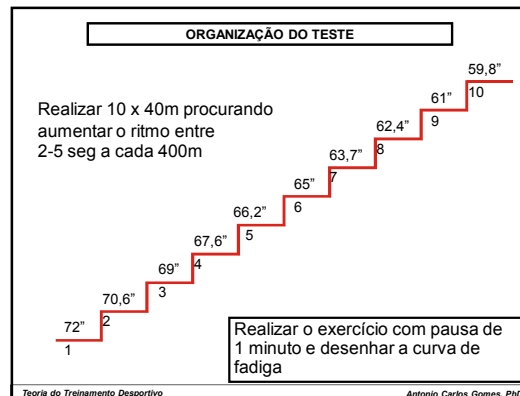 ORGANIZAÇÃO DO TESTE
59,8”
10
61”
9
Realizar 10 x 40m procurando
aumentar o ritmo entre
2-5 seg a cada 400m
62,4”
8
63,7”
7
65”
6
66,2”
5
67,6”
4
69”
3
70,6”
2
72”
1
Realizar o exercício com pausa de
1 minuto e desenhar a curva de
fadiga
Teoria do Treinamento Desportivo
Antonio Carlos Gomes, PhD